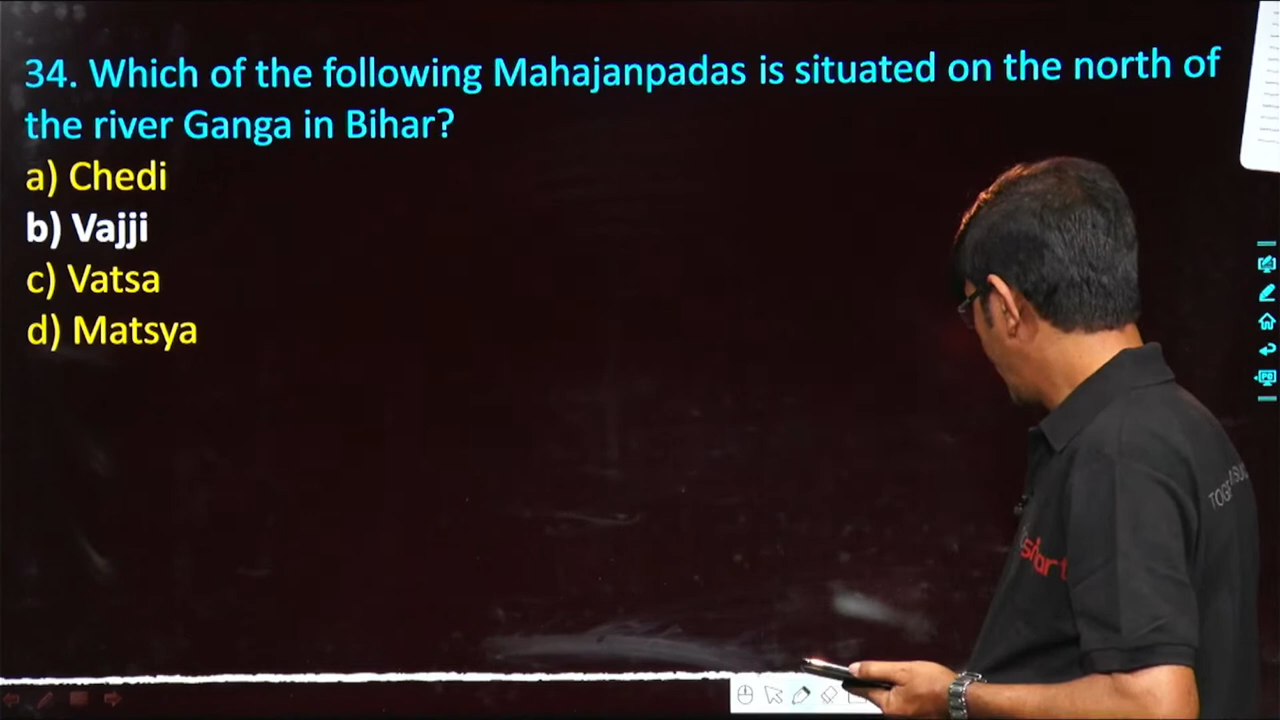 34. Which of the following Mahajanpadas is situated on the north of
the river Ganga in Bihar?
a) Chedi
b) Vajji
c) Vatsa
d) Matsya